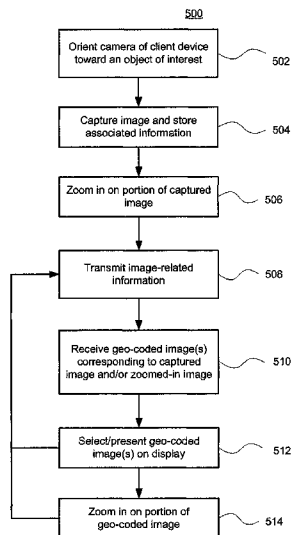 500
Orient camera of client device
toward an object of interest
502
Capture image and store
associated information
504
Zoom in on portion of captured
image
506
Transmit image-related
information
508
Receive geo-coded image(s)
corresponding to captured
image and/or zoomed-in image
510
Select/present geo-coded
image(s) on display
512
Zoom in on portion of
geo-coded image
514